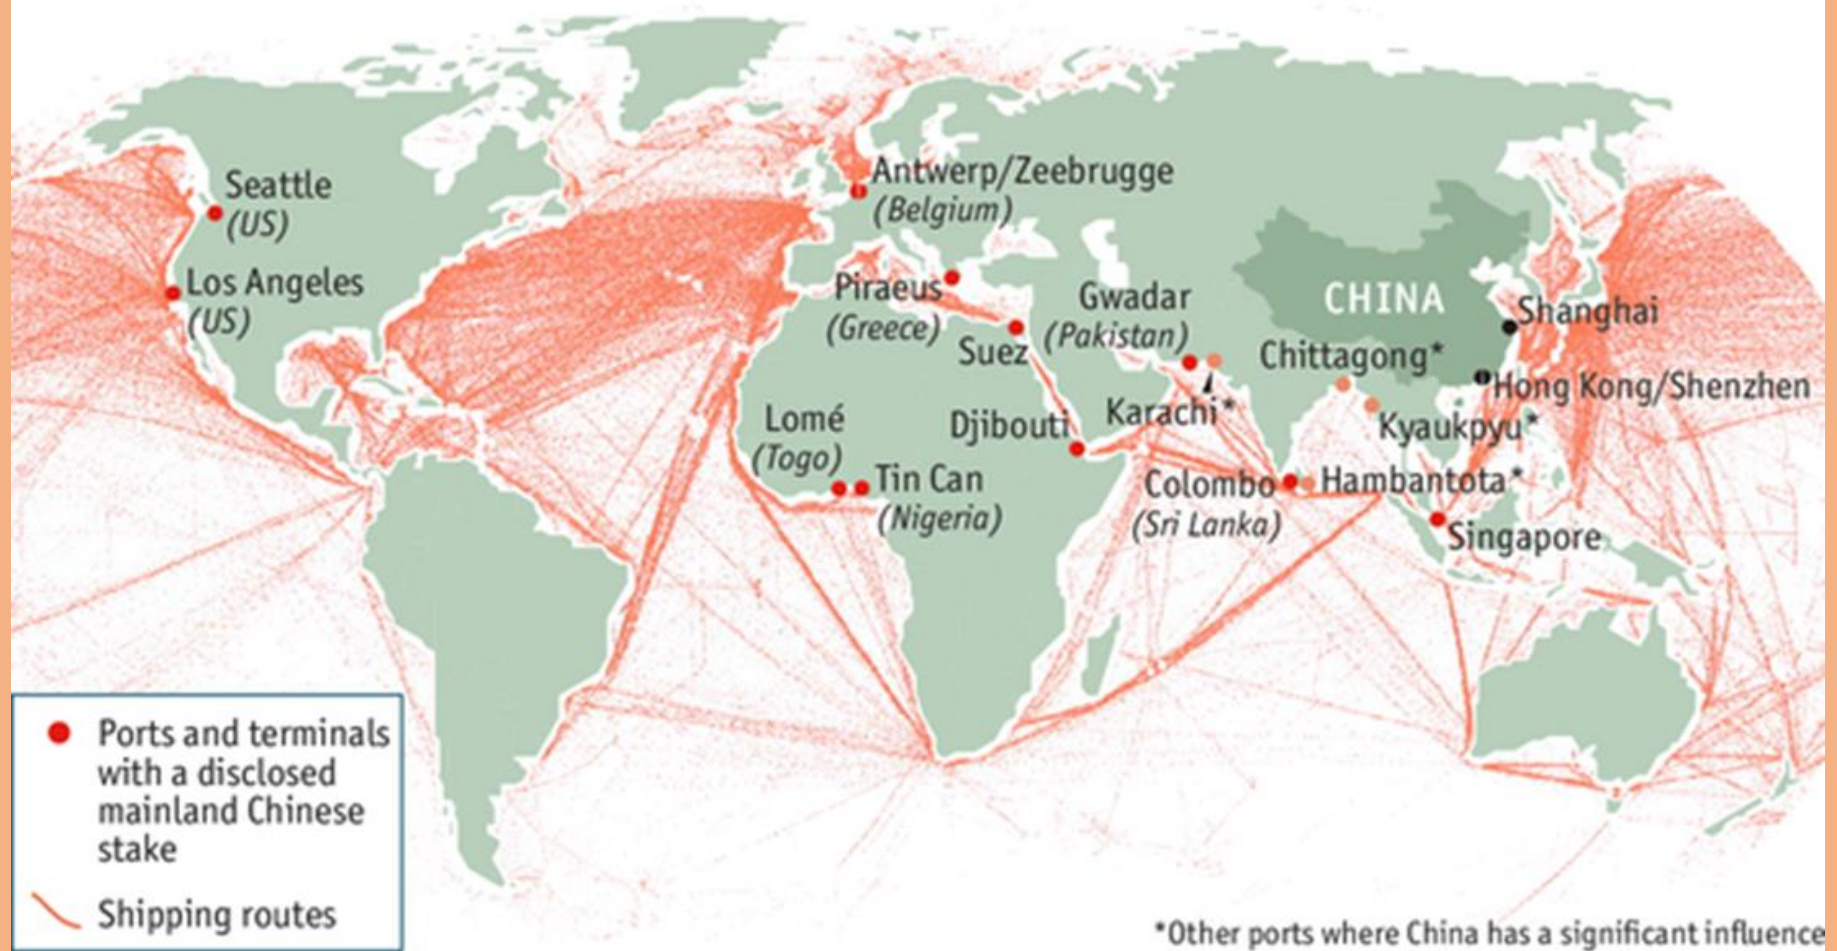 Seattle
(US)
Los Angeles
(US)
Antwerp/Zeebrugge
(Belgium)
Piraeus
(Greece)
Suez
Gwadar
(Pakistan)
Karachi*
CHINA
Shanghai
Chittagong*
Hong Kong/Shenzhen
Kyaukpyu*
Lomé
(Togo)
Tin Can
(Nigeria)
Djibouti
Colombo
(Sri Lanka)
Hambantota*
Singapore
Ports and terminals
with a disclosed
mainland Chinese
stake
Shipping routes
*Other ports where China has a significant influence